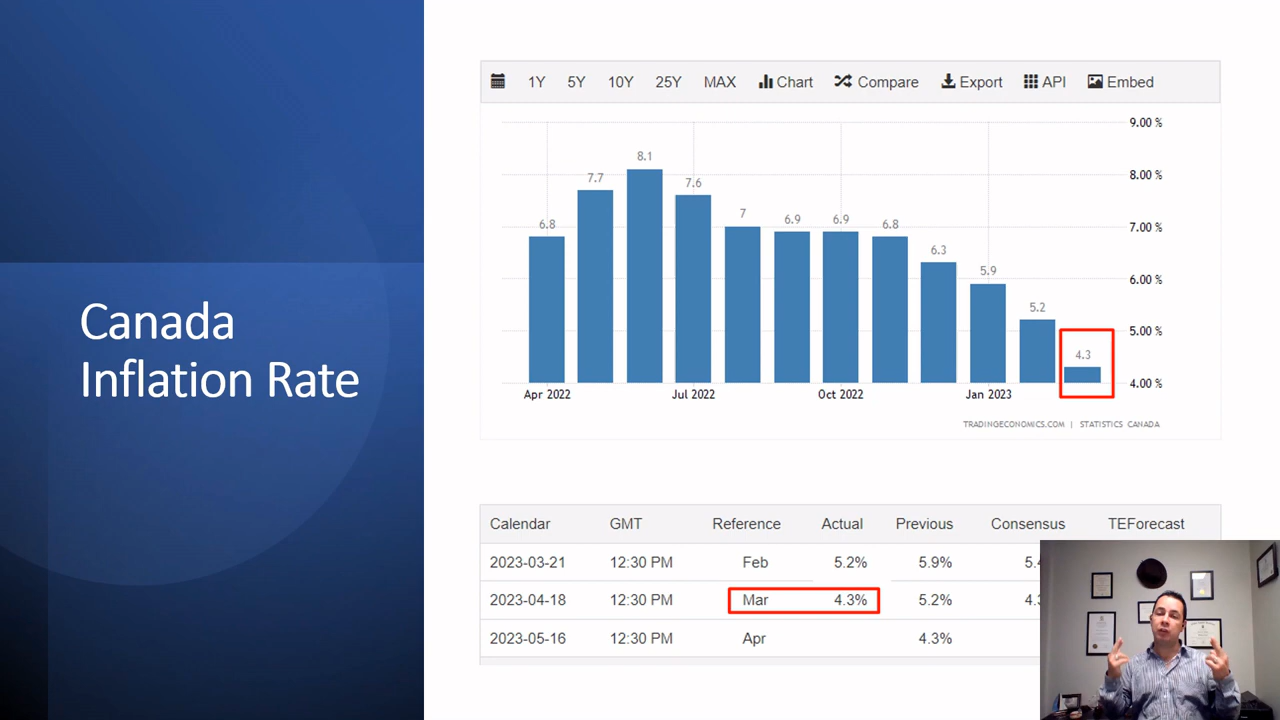 Canada
Inflation Rate
1Y 5Y 10Y 25Y MAX Chart Compare Export API Embed
9.00 %
8.00 %
7.00 %
6.00 %
5.00 %
4.00 %
6.8 7.7 8.1 7.6 7 6.9 6.9 6.8 6.3 5.9 5.2 4.3
Apr 2022 Jul 2022 Oct 2022 Jan 2023
TRADINGECONOMICS.COM | STATISTICS CANADA
Calendar GMT Reference Actual Previous Consensus TEForecast
2023-03-21 12:30 PM Feb 5.2% 5.9%
2023-04-18 12:30 PM Mar 4.3% 5.2%
2023-05-16 12:30 PM Apr 4.3%